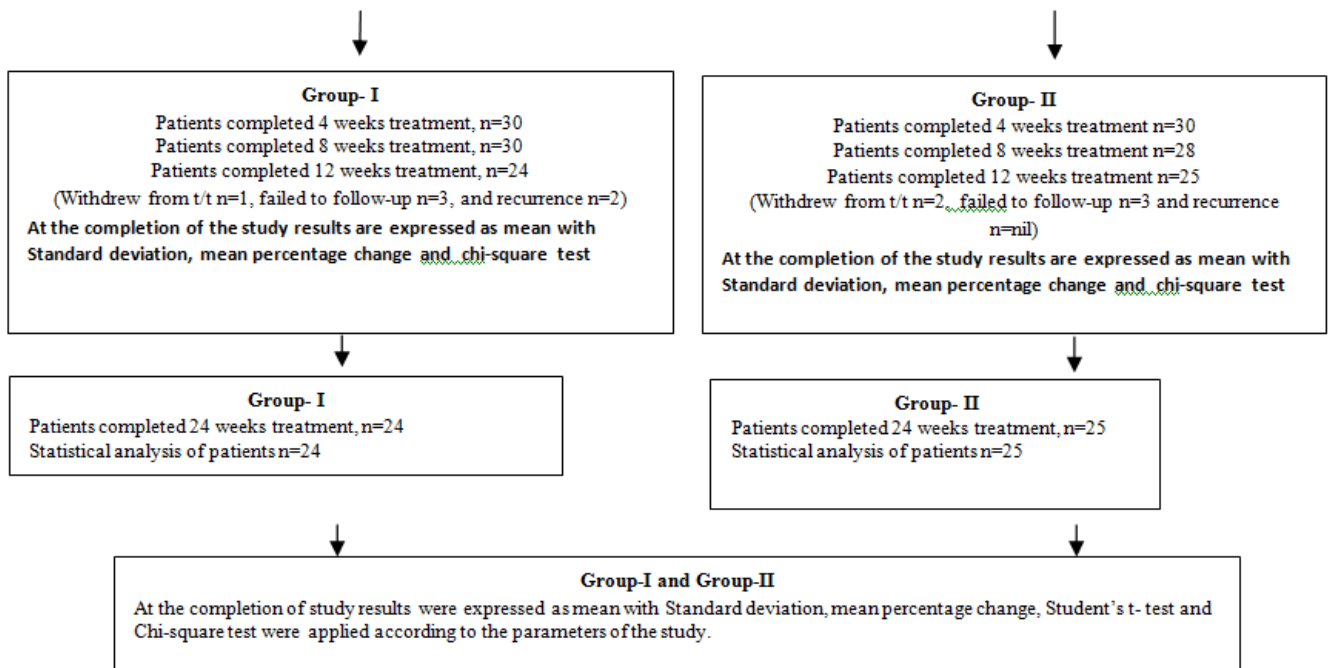 Group- I
Patients completed 4 weeks treatment, n=30
Patients completed 8 weeks treatment, n=30
Patients completed 12 weeks treatment, n=24
(Withdrew from t/t n=1, failed to follow-up n=3, and recurrence n=2)
At the completion of the study results are expressed as mean with
Standard deviation, mean percentage change and chi-square test
Group- II
Patients completed 4 weeks treatment n=30
Patients completed 8 weeks treatment n=28
Patients completed 12 weeks treatment n=25
(Withdrew from t/t n=2, failed to follow-up n=3 and recurrence
n=nil)
At the completion of the study results are expressed as mean with
Standard deviation, mean percentage change and chi-square test
Group- I
Patients completed 24 weeks treatment, n=24
Statistical analysis of patients n=24
Group- II
Patients completed 24 weeks treatment, n=25
Statistical analysis of patients n=25
Group-I and Group-II
At the completion of study results were expressed as mean with Standard deviation, mean percentage change, Student’s t- test and
Chi-square test were applied according to the parameters of the study.